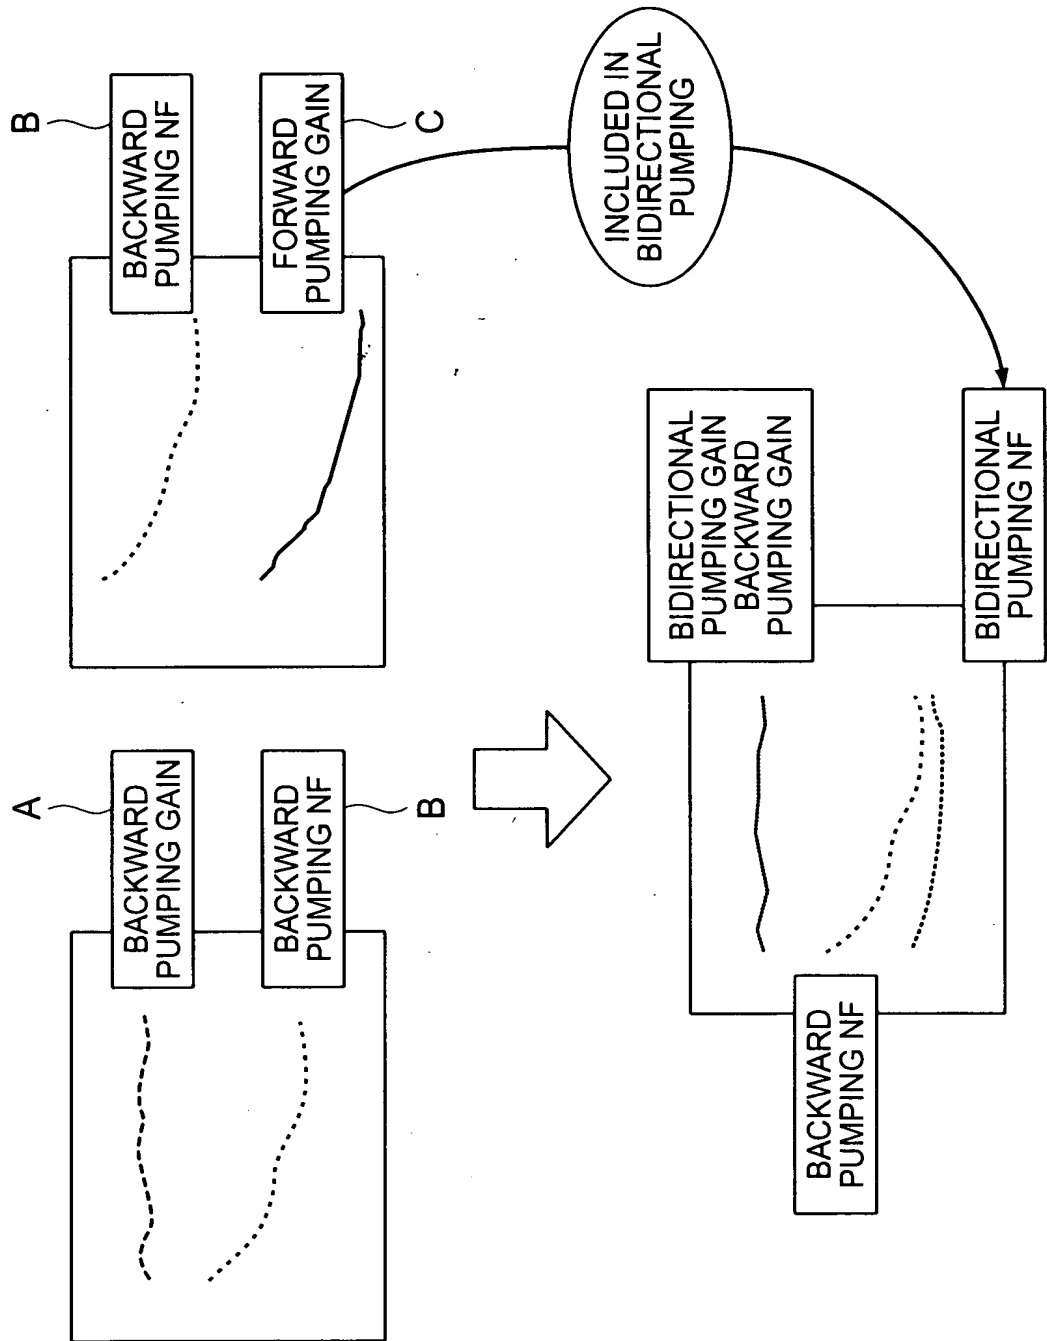 A
BACKWARD
PUMPING GAIN
BACKWARD
PUMPING NF
B
B
BACKWARD
PUMPING NF
FORWARD
PUMPING GAIN
C
INCLUDED IN
BIDIRECTIONAL
PUMPING
BIDIRECTIONAL
PUMPING GAIN
BACKWARD
PUMPING GAIN
BACKWARD
PUMPING NF
BIDIRECTIONAL
PUMPING NF